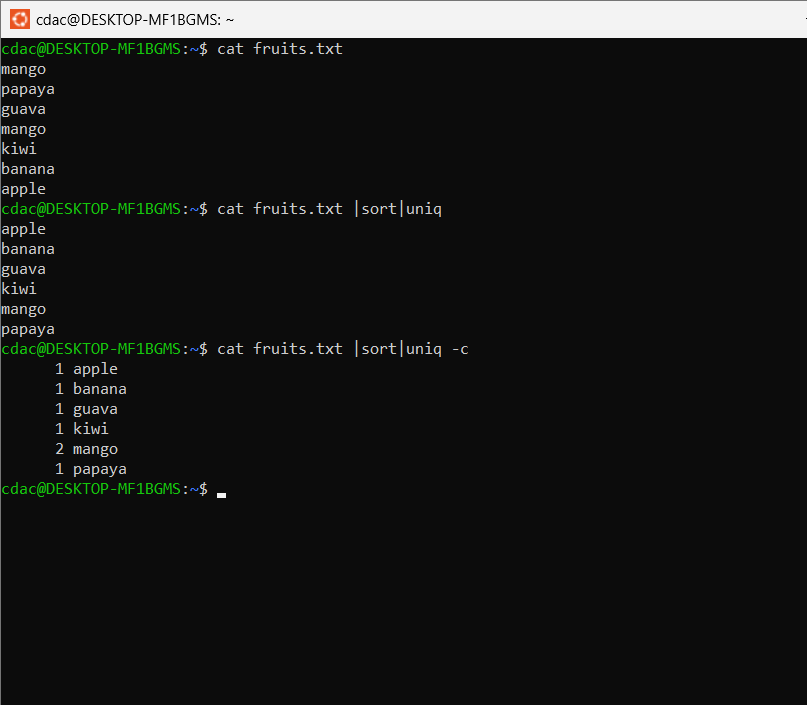 cdac@DESKTOP-MF1BGMS: ~
cdac@DESKTOP-MF1BGMS:~$ cat fruits.txt
mango
papaya
guava
mango
kiwi
banana
apple
cdac@DESKTOP-MF1BGMS:~$ cat fruits.txt |sort|uniq
apple
banana
guava
kiwi
mango
papaya
cdac@DESKTOP-MF1BGMS:~$ cat fruits.txt |sort|uniq -c
      1 apple
      1 banana
      1 guava
      1 kiwi
      2 mango
      1 papaya
cdac@DESKTOP-MF1BGMS:~$